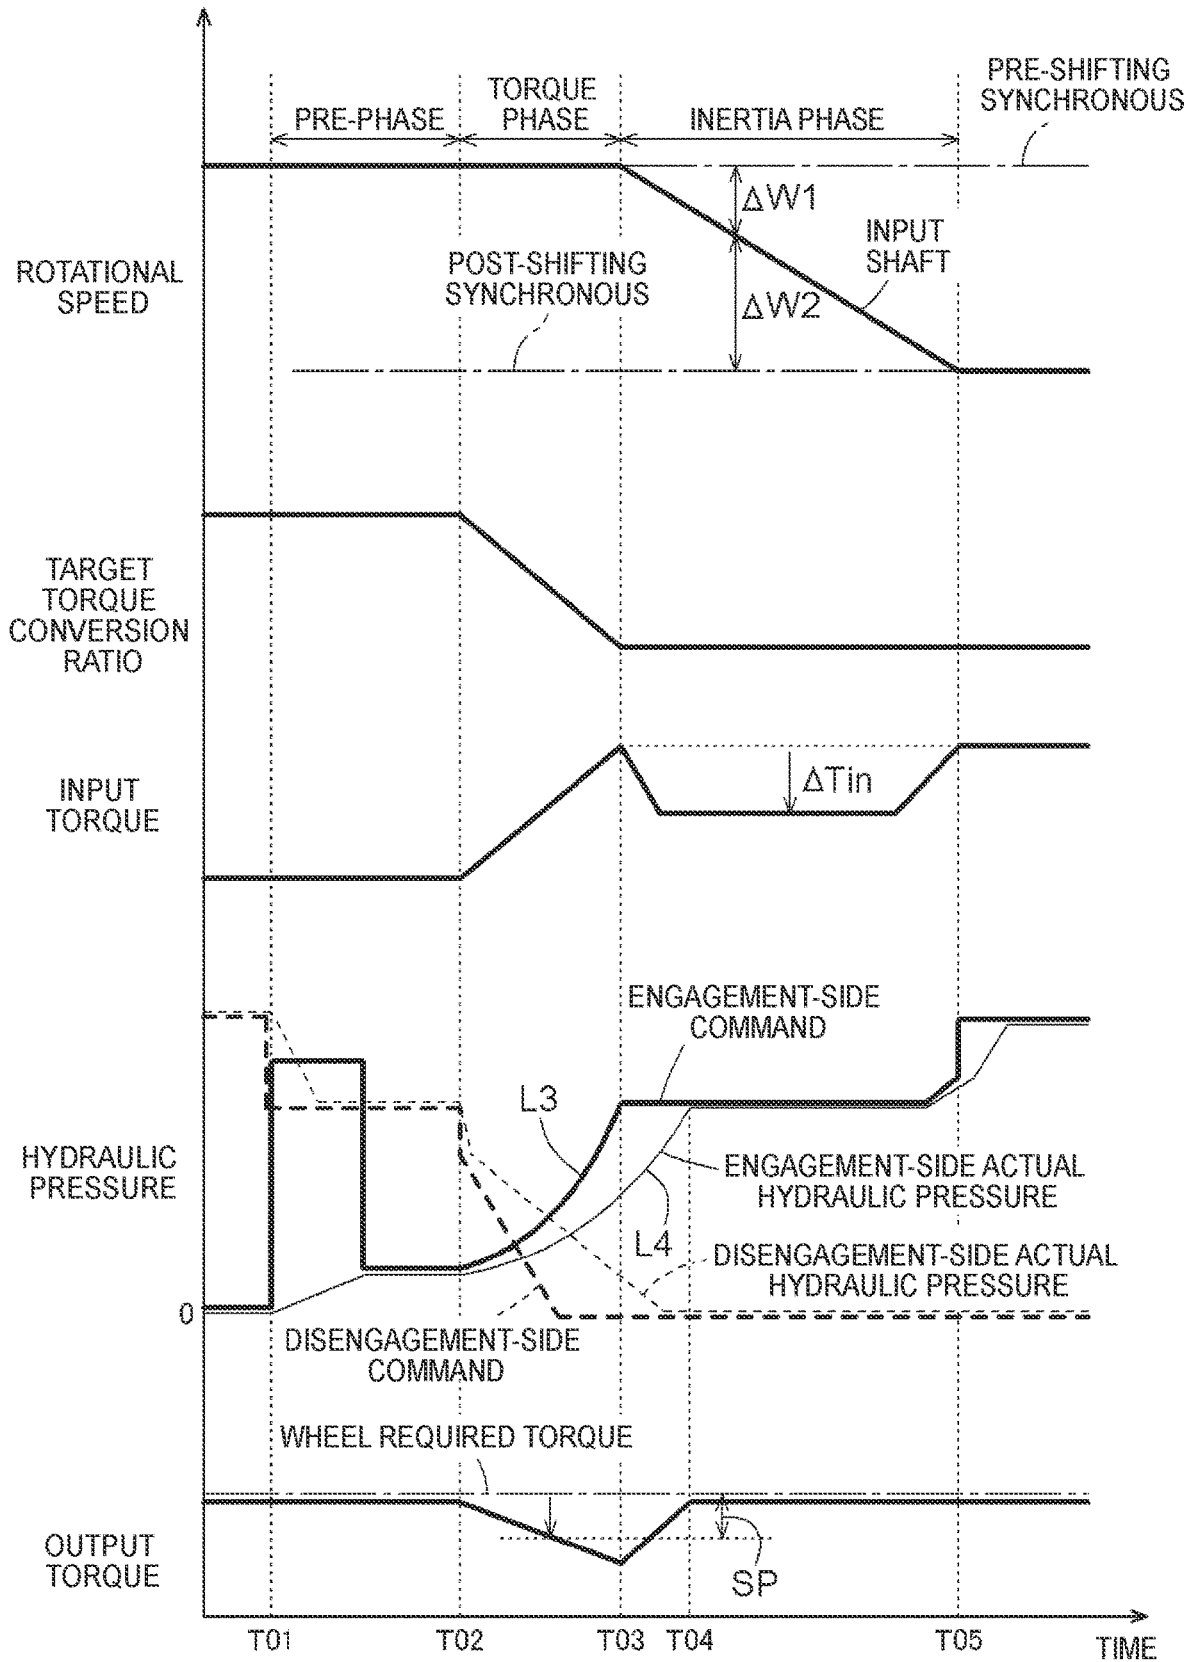 PRE-SHIFTING
SYNCHRONOUS
TORQUE
PHASE
PRE-PHASE
INERTIA PHASE
ΔW1
INPUT
SHAFT
POST-SHIFTING
SYNCHRONOUS
ΔW2
ROTATIONAL
SPEED
TARGET
TORQUE
CONVERSION
RATIO
INPUT
TORQUE
ΔTin
ENGAGEMENT-SIDE
COMMAND
L3
HYDRAULIC
PRESSURE
ENGAGEMENT-SIDE ACTUAL
HYDRAULIC PRESSURE
L4
DISENGAGEMENT-SIDE ACTUAL
HYDRAULIC PRESSURE
0
DISENGAGEMENT-SIDE
COMMAND
WHEEL REQUIRED TORQUE
OUTPUT
TORQUE
SP
T01 T02 T03 T04 T05
TIME